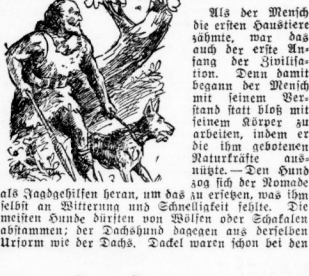 Als der Mensch
die ersten Haustiere
zähmte, war das
auch der erste An-
fang der Zivilisa-
tion. Denn damit
begann der Mensch
mit seinem Ver-
stand statt bloß mit
seinem Körper zu
arbeiten, indem er
die ihm gebotenen
Naturkräfte aus-
nützte. — Den Hund
zog sich der Nomade
als Jagdgehilfen heran, um das zu ersetzen, was ihm
selbst an Witterung und Schnelligkeit fehlte. Die
meisten Hunde dürften von Wölfen oder Schakalen
abstammen; der Dachshund dagegen aus derselben
Urform wie der Dachs. Dackel waren schon bei den